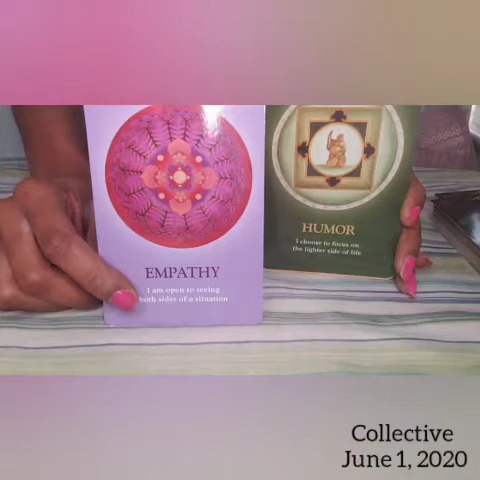 EMPATHY
I am open to seeing
both sides of a situation
HUMOR
I choose to focus on
the lighter side of life
Collective
June 1, 2020